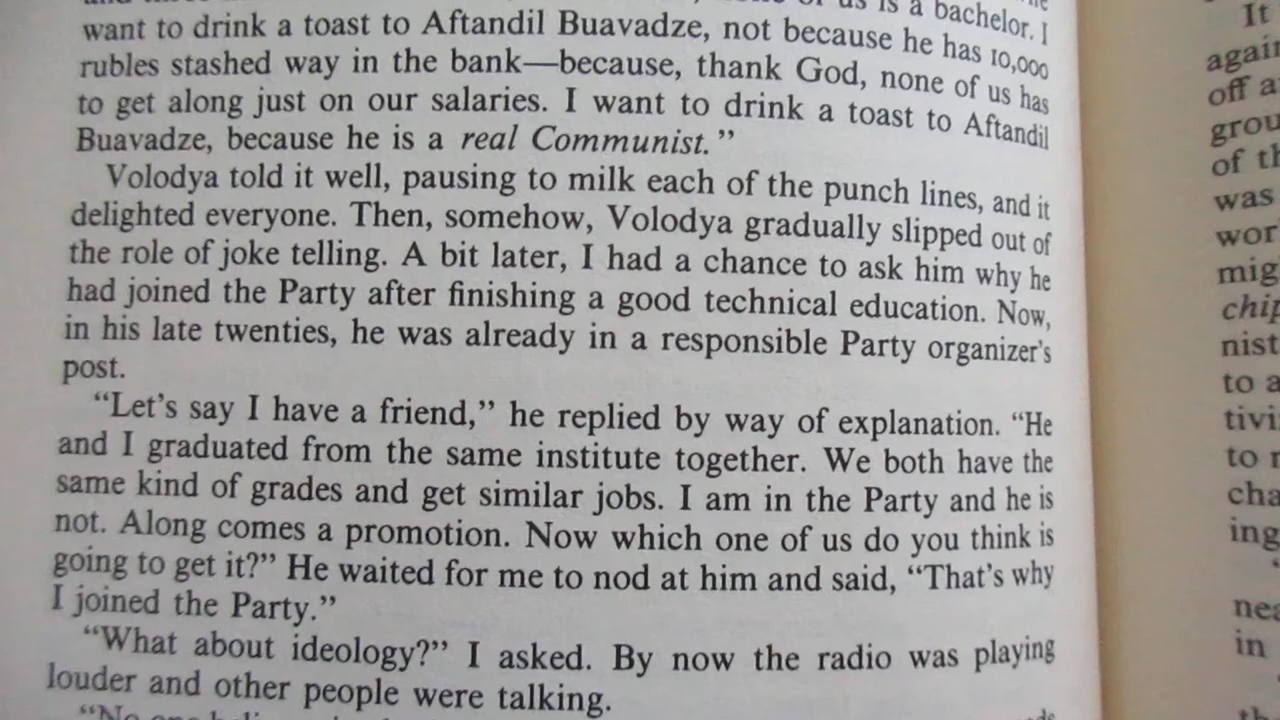 us is a bachelor. I
want to drink a toast to Aftandil Buavadze, not because he has 10,000
rubles stashed way in the bank—because, thank God, none of us has
to get along just on our salaries. I want to drink a toast to Aftandil
Buavadze, because he is a real Communist.”
Volodya told it well, pausing to milk each of the punch lines, and it
delighted everyone. Then, somehow, Volodya gradually slipped out of
the role of joke telling. A bit later, I had a chance to ask him why he
had joined the Party after finishing a good technical education. Now,
in his late twenties, he was already in a responsible Party organizer’s
post.
“Let’s say I have a friend,” he replied by way of explanation. “He
and I graduated from the same institute together. We both have the
same kind of grades and get similar jobs. I am in the Party and he is
not. Along comes a promotion. Now which one of us do you think is
going to get it?” He waited for me to nod at him and said, “That’s why
I joined the Party.”
“What about ideology?” I asked. By now the radio was playing
louder and other people were talking.
“No one
It
off
of
was
to
to
ing
in